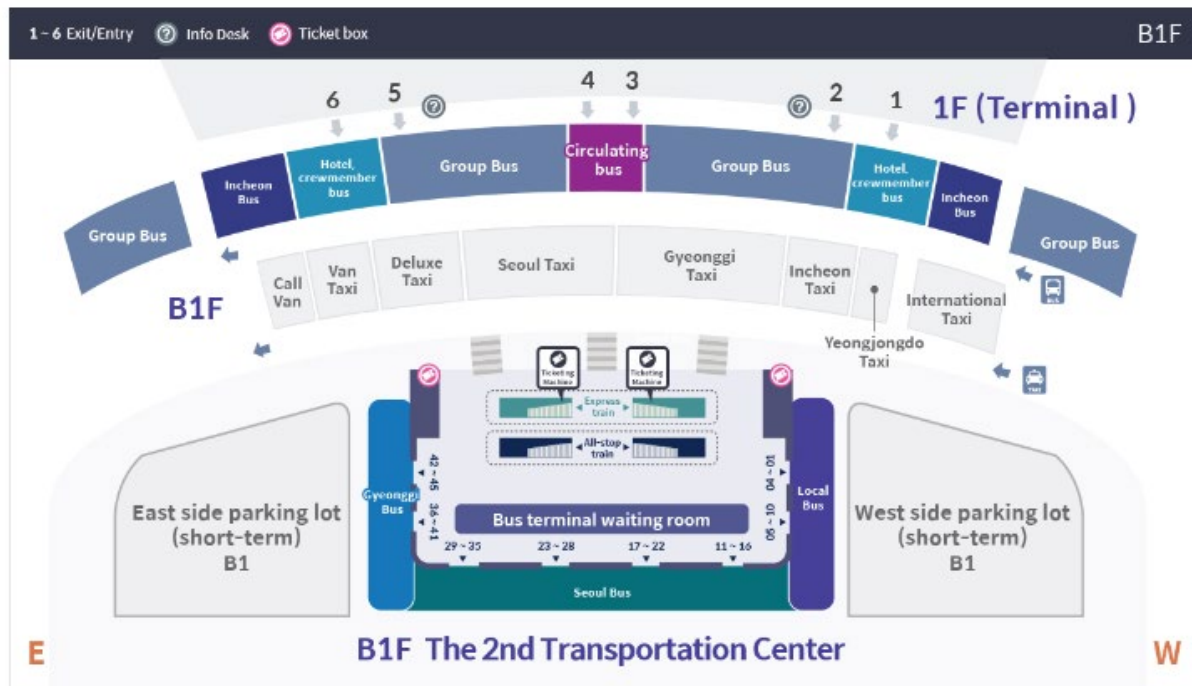 1 ~ 6 Exit/Entry
Info Desk
Ticket box
B1F
6
5
4
3
2
1
1F (Terminal )
Group Bus
Incheon
Bus
Hotel,
crewmember
bus
Group Bus
Circulating
bus
Group Bus
Hotel,
crewmember
bus
Incheon
Bus
Group Bus
BUS
B1F
Call
Van
Van
Taxi
Deluxe
Taxi
Seoul Taxi
Gyeonggi
Taxi
Incheon
Taxi
Yeongjongdo
Taxi
International
Taxi
TAXI
Ticketing
Machine
Ticketing
Machine
Express
train
All-stop
train
42 ~ 45
36~41
01 ~ 04
05 ~ 10
Gyeonggi
Bus
Local
Bus
Bus terminal waiting room
29 ~ 35
23 ~ 28
17 ~ 22
11 ~ 16
Seoul Bus
East side parking lot
(short-term)
B1
West side parking lot
(short-term)
B1
E
B1F The 2nd Transportation Center
W